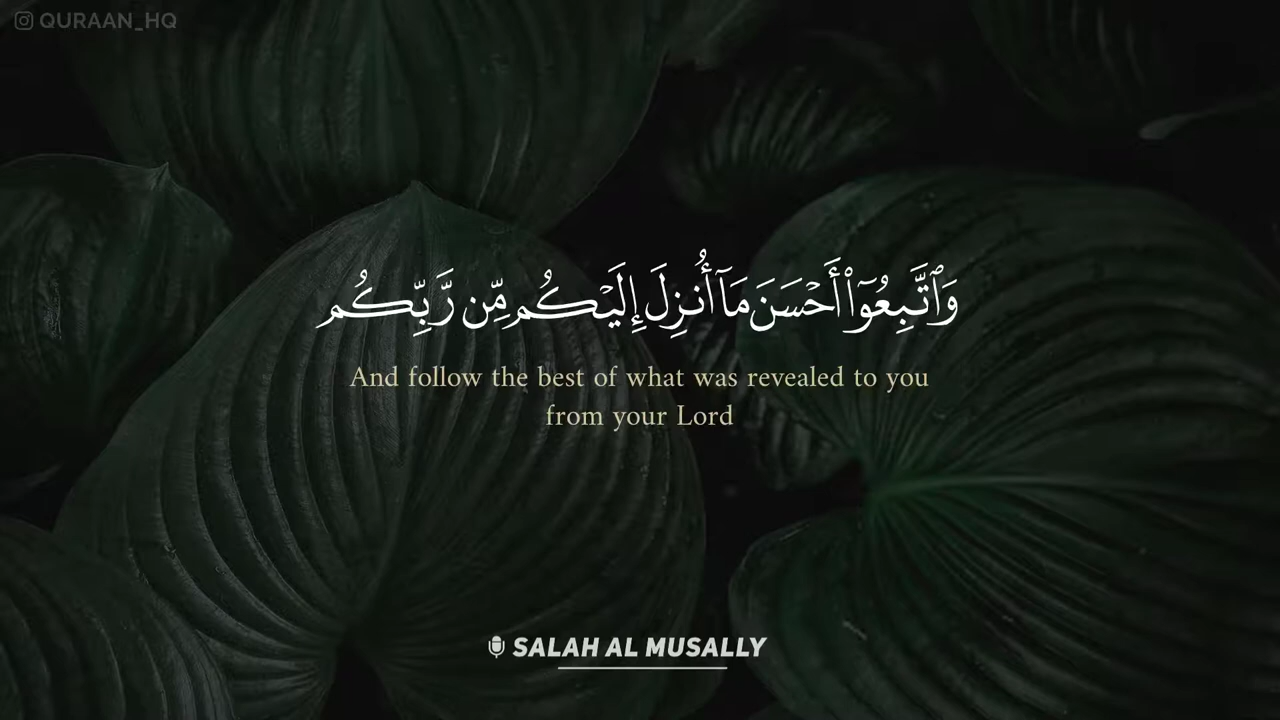 QURAAN_HQ
وَٱتَّبِعُوٓا۟ أَحْسَنَ مَآ أُنزِلَ إِلَيْكُم مِّن رَّبِّكُم
And follow the best of what was revealed to you
from your Lord
SALAH AL MUSALLY